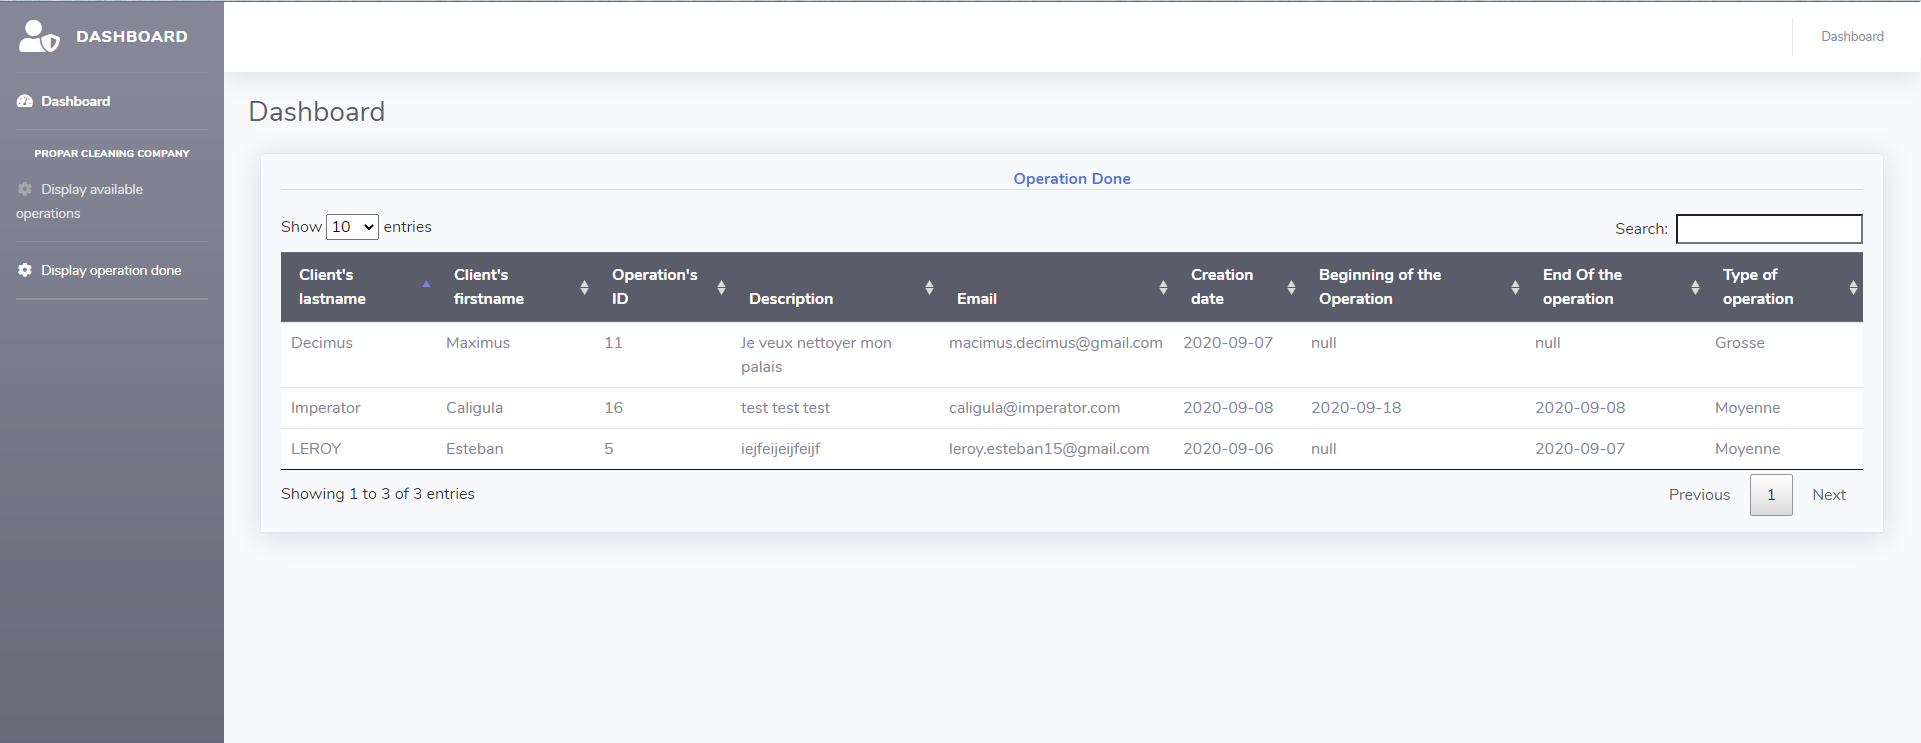 DASHBOARD
Dashboard
Dashboard
PROPAR CLEANING COMPANY
Display available
operations
Display operation done
Dashboard
Operation Done
Show 10 entries
Search:
Client's lastname Client's firstname Operation's ID Description Email Creation date Beginning of the Operation End Of the operation Type of operation
Decimus Maximus 11 Je veux nettoyer mon palais macimus.decimus@gmail.com 2020-09-07 null null Grosse
Imperator Caligula 16 test test test caligula@imperator.com 2020-09-08 2020-09-18 2020-09-08 Moyenne
LEROY Esteban 5 iejfeijeijfeijf leroy.esteban15@gmail.com 2020-09-06 null 2020-09-07 Moyenne
Showing 1 to 3 of 3 entries
Previous 1 Next